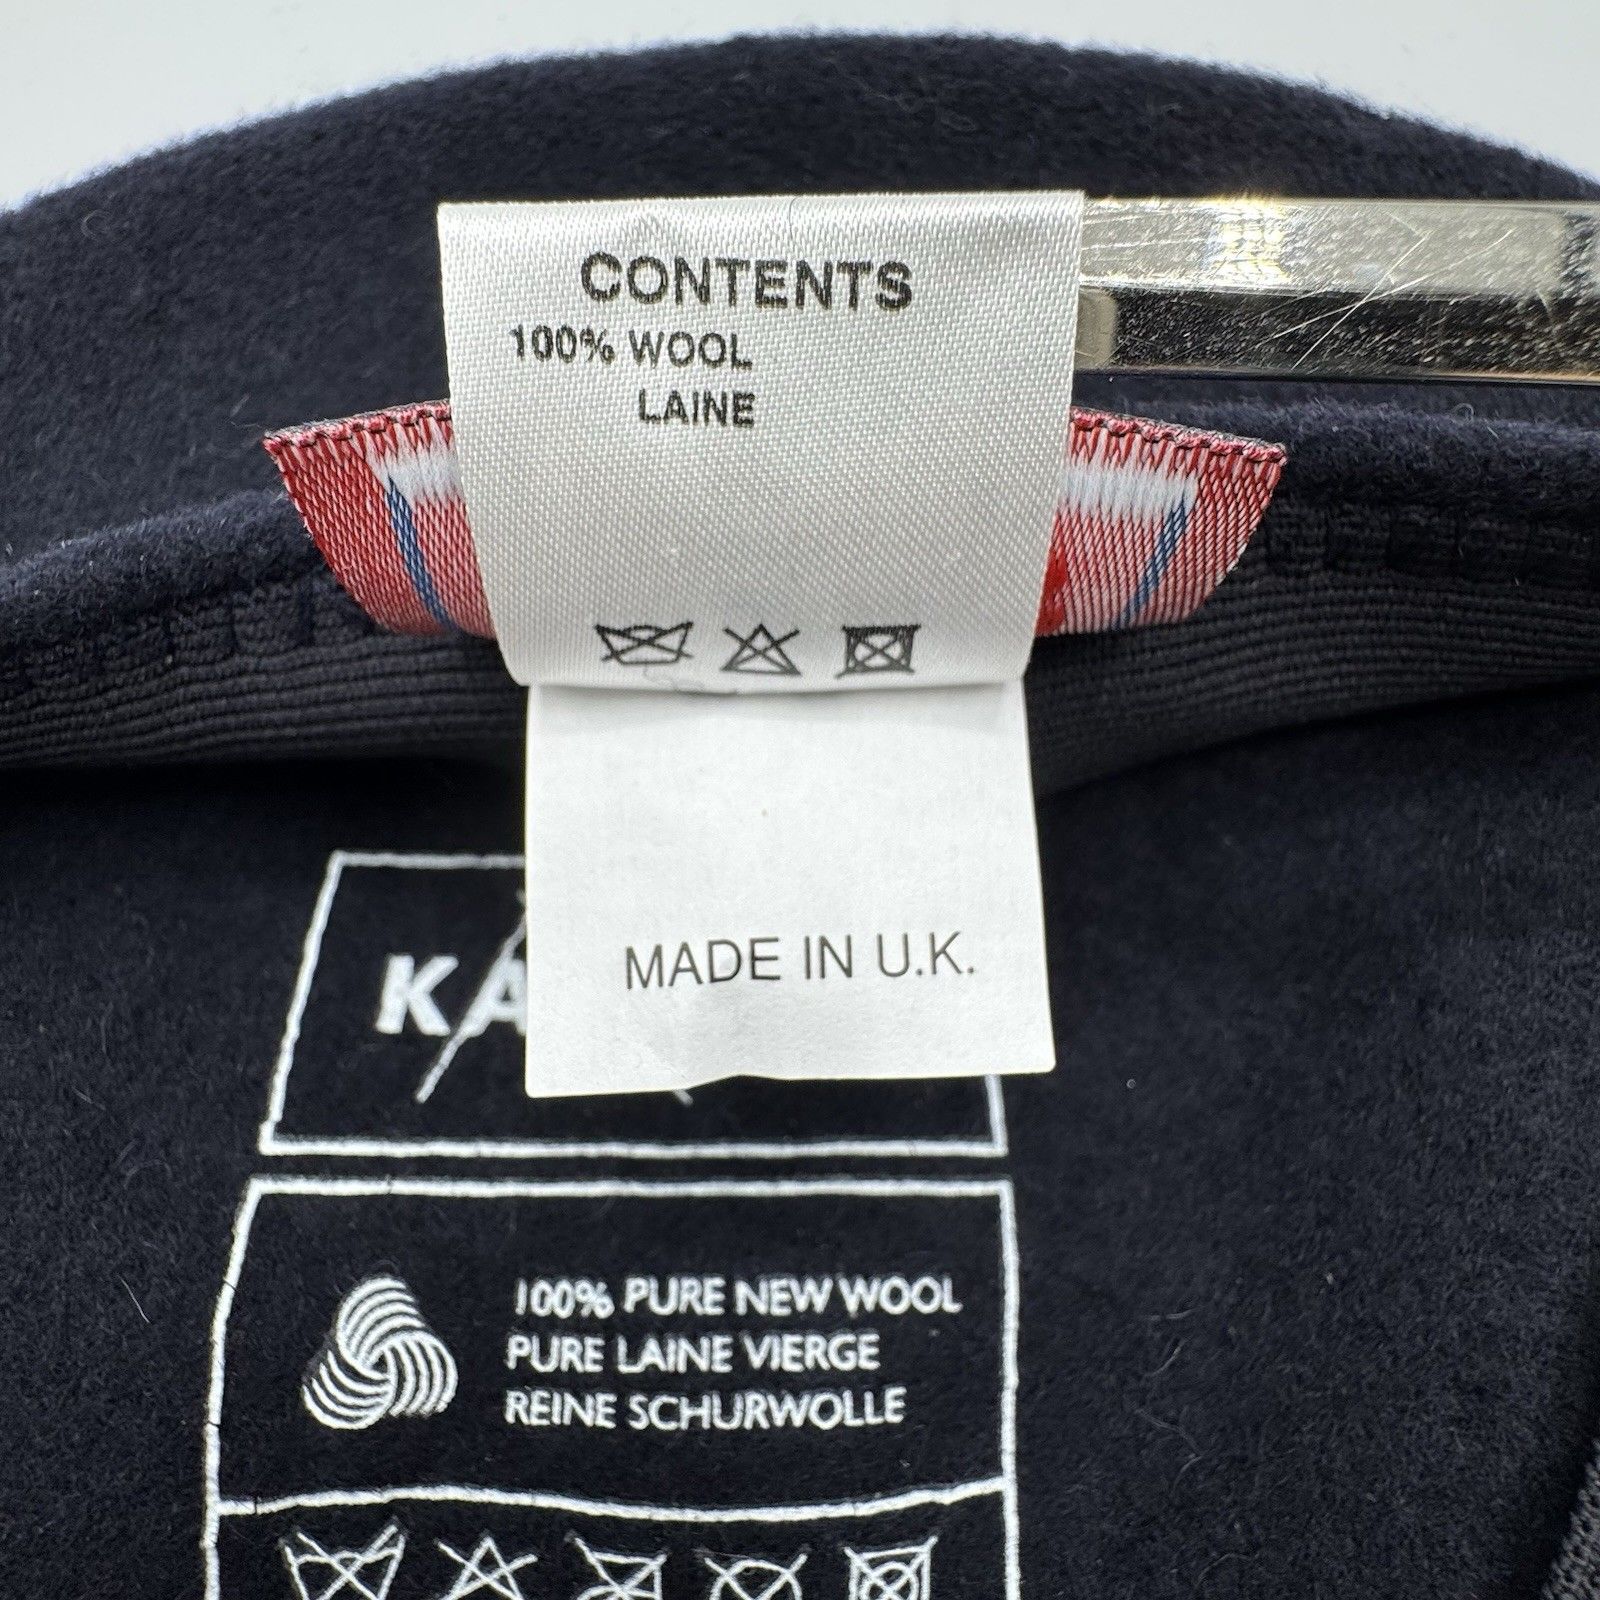 CONTENTS
100% WOOL
LAINE
MADE IN U.K.
100% PURE NEW WOOL
PURE LAINE VIERGE
REINE SCHURWOLLE